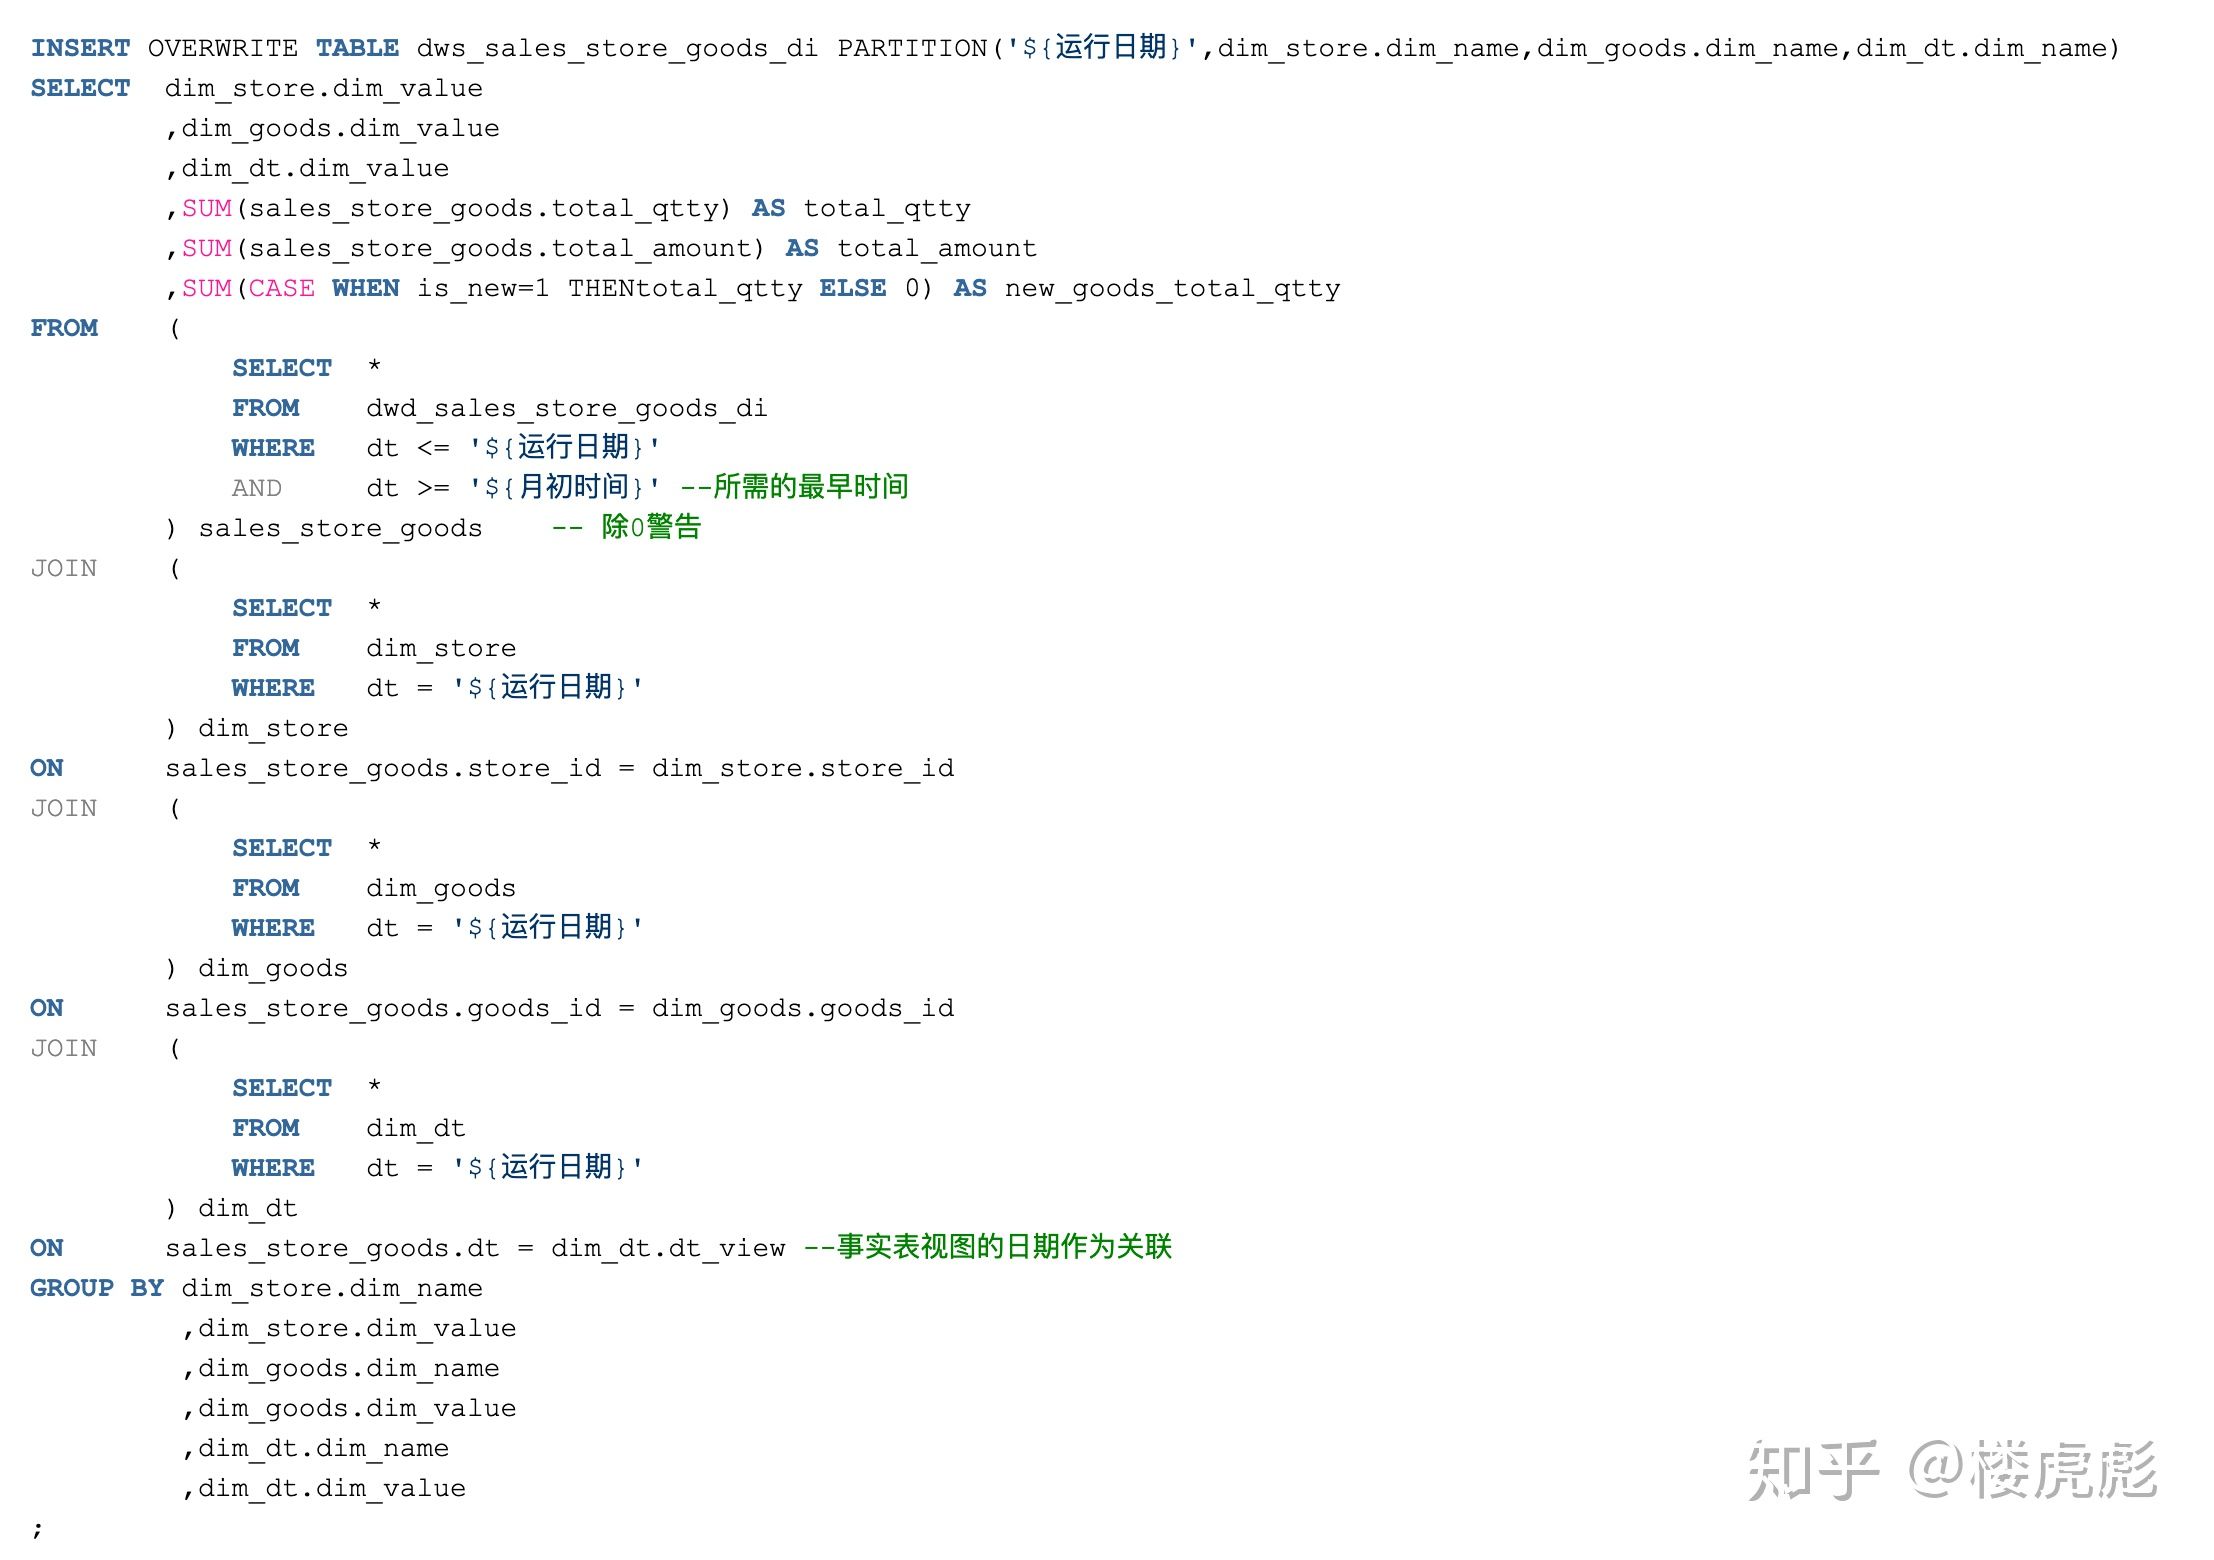 INSERT OVERWRITE TABLE dws_sales_store_goods_di PARTITION('${运行日期}',dim_store.dim_name,dim_goods.dim_name,dim_dt.dim_name)
SELECT  dim_store.dim_value
        ,dim_goods.dim_value
        ,dim_dt.dim_value
        ,SUM(sales_store_goods.total_qtty) AS total_qtty
        ,SUM(sales_store_goods.total_amount) AS total_amount
        ,SUM(CASE WHEN is_new=1 THENtotal_qtty ELSE 0) AS new_goods_total_qtty
FROM    (
            SELECT  *
            FROM    dwd_sales_store_goods_di
            WHERE   dt <= '${运行日期}'
            AND     dt >= '${月初时间}' --所需的最早时间
        ) sales_store_goods    -- 除0警告
JOIN    (
            SELECT  *
            FROM    dim_store
            WHERE   dt = '${运行日期}'
        ) dim_store
ON      sales_store_goods.store_id = dim_store.store_id
JOIN    (
            SELECT  *
            FROM    dim_goods
            WHERE   dt = '${运行日期}'
        ) dim_goods
ON      sales_store_goods.goods_id = dim_goods.goods_id
JOIN    (
            SELECT  *
            FROM    dim_dt
            WHERE   dt = '${运行日期}'
        ) dim_dt
ON      sales_store_goods.dt = dim_dt.dt_view --事实表视图的日期作为关联
GROUP BY dim_store.dim_name
         ,dim_store.dim_value
         ,dim_goods.dim_name
         ,dim_goods.dim_value
         ,dim_dt.dim_name
         ,dim_dt.dim_value
;
知乎 @楼虎彪